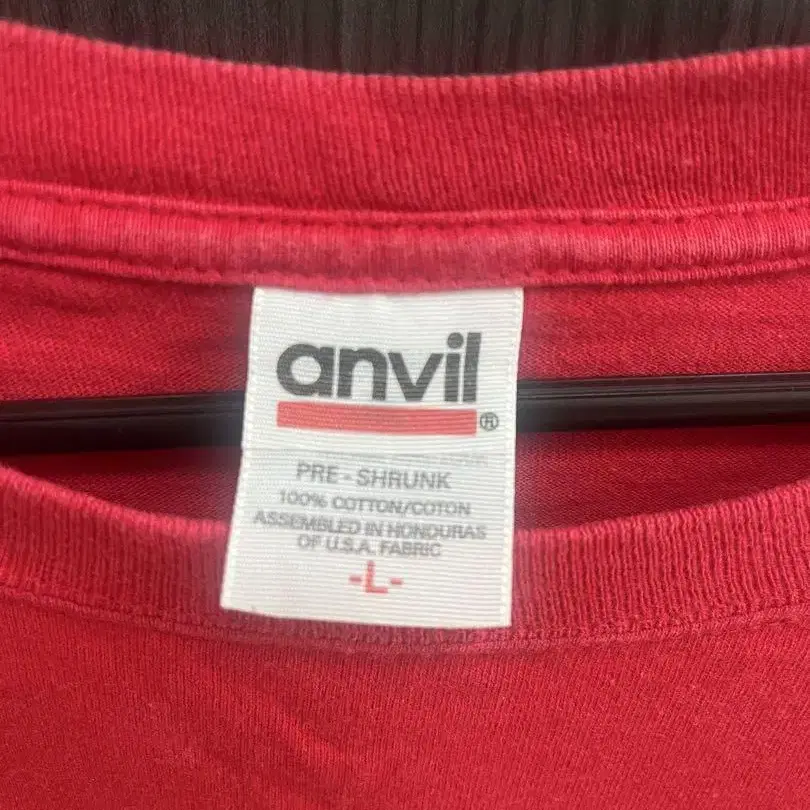 anvil
®
PRE - SHRUNK
100% COTTON/COTON
ASSEMBLED IN HONDURAS
OF U.S.A. FABRIC
-L-